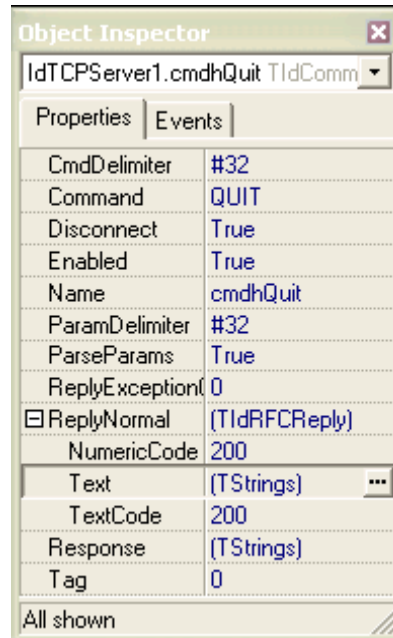 Object Inspector
IdTCPServer1.cmdhQuit TIdComm
Properties Events
CmdDelimiter #32
Command QUIT
Disconnect True
Enabled True
Name cmdhQuit
ParamDelimiter #32
ParseParams True
ReplyException( 0
ReplyNormal (TIdRFCReply)
NumericCode 200
Text (TStrings) ...
TextCode 200
Response (TStrings)
Tag 0
All shown